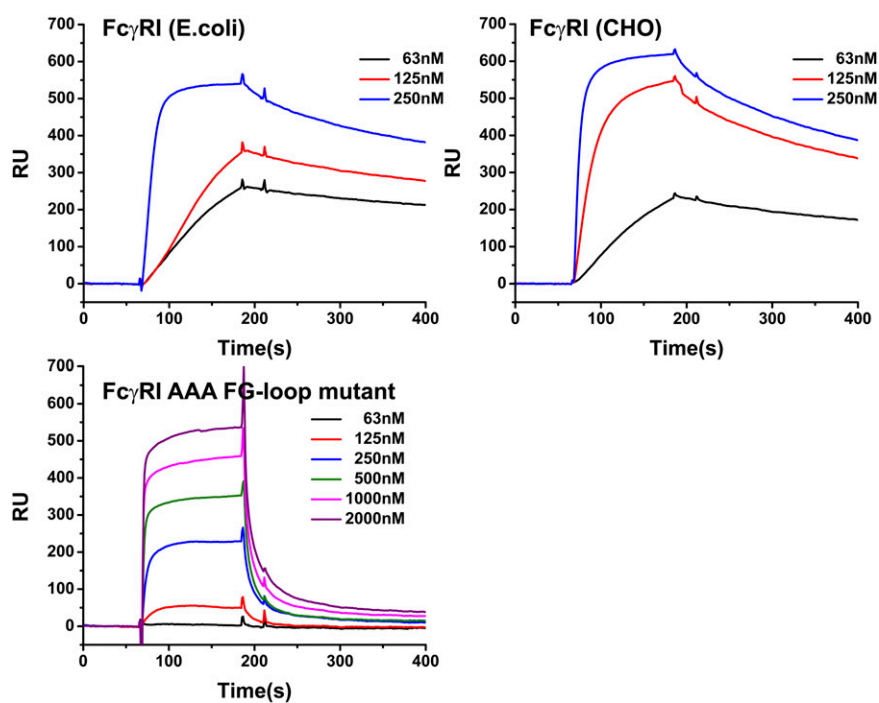 FcγRI (E.coli)
63nM
125nM
250nM
RU
700
600
500
400
300
200
100
0
0 100 200 300 400
Time(s)
FcγRI (CHO)
63nM
125nM
250nM
RU
700
600
500
400
300
200
100
0
0 100 200 300 400
Time(s)
FcγRI AAA FG-loop mutant
63nM
125nM
250nM
500nM
1000nM
2000nM
RU
700
600
500
400
300
200
100
0
0 100 200 300 400
Time(s)